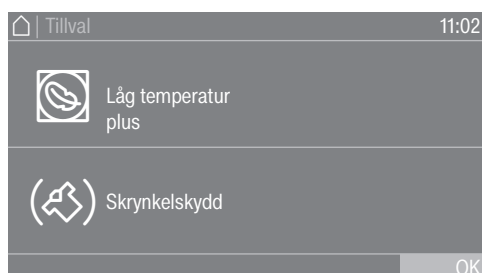 | Tillval 11:02
Låg temperatur
plus
Skrynkelskydd
OK